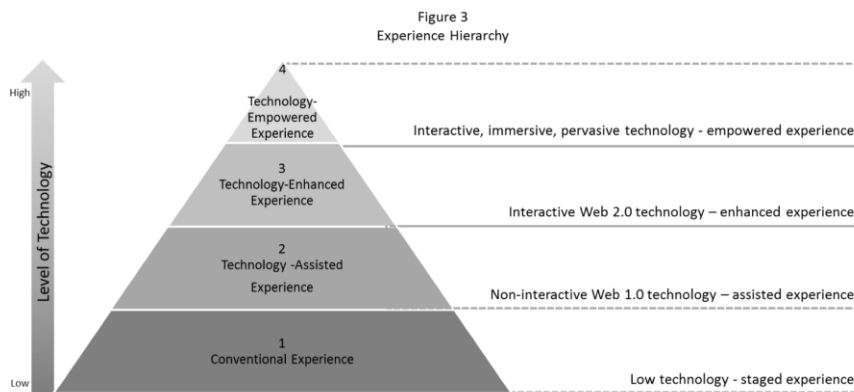 Figure 3
Experience Hierarchy
High
Level of Technology
Low
4
Technology-
Empowered
Experience
Interactive, immersive, pervasive technology - empowered experience
3
Technology-Enhanced
Experience
Interactive Web 2.0 technology – enhanced experience
2
Technology -Assisted
Experience
Non-interactive Web 1.0 technology – assisted experience
1
Conventional Experience
Low technology - staged experience